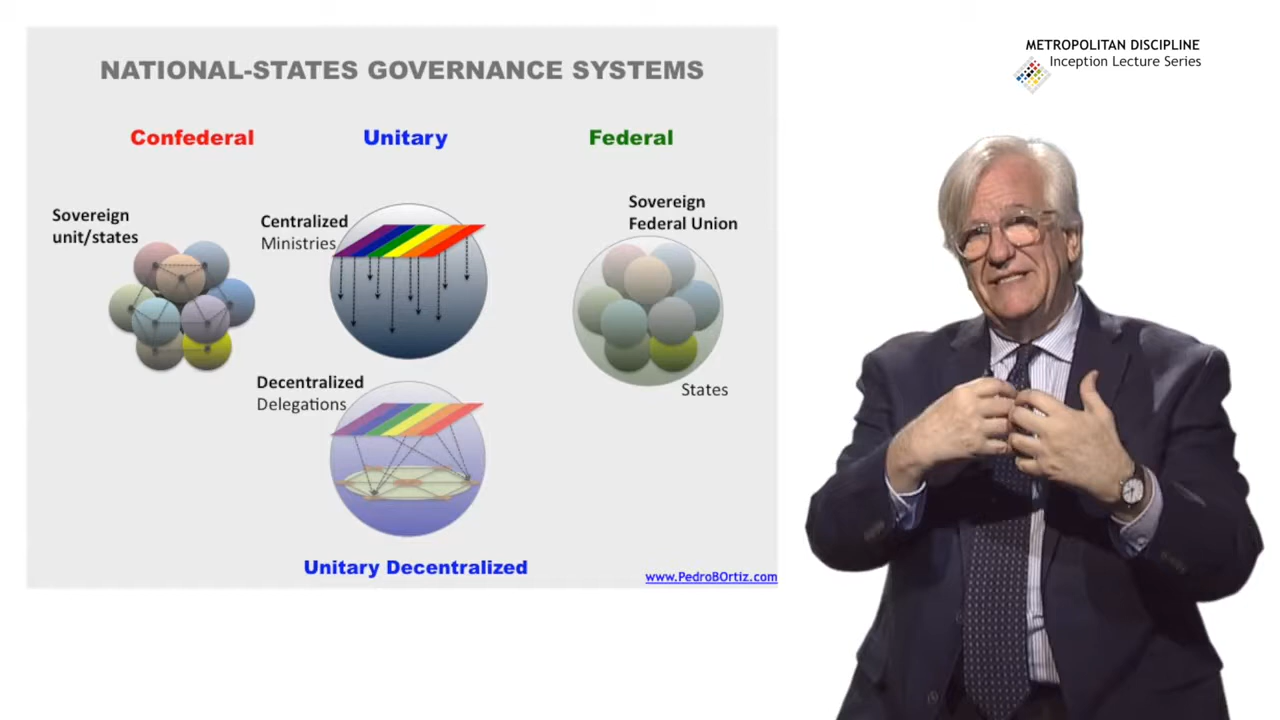 NATIONAL-STATES GOVERNANCE SYSTEMS
Confederal
Unitary
Federal
Sovereign
unit/states
Centralized
Ministries
Sovereign
Federal Union
States
Decentralized
Delegations
Unitary Decentralized
www.PedroBOrtiz.com
METROPOLITAN DISCIPLINE
Inception Lecture Series